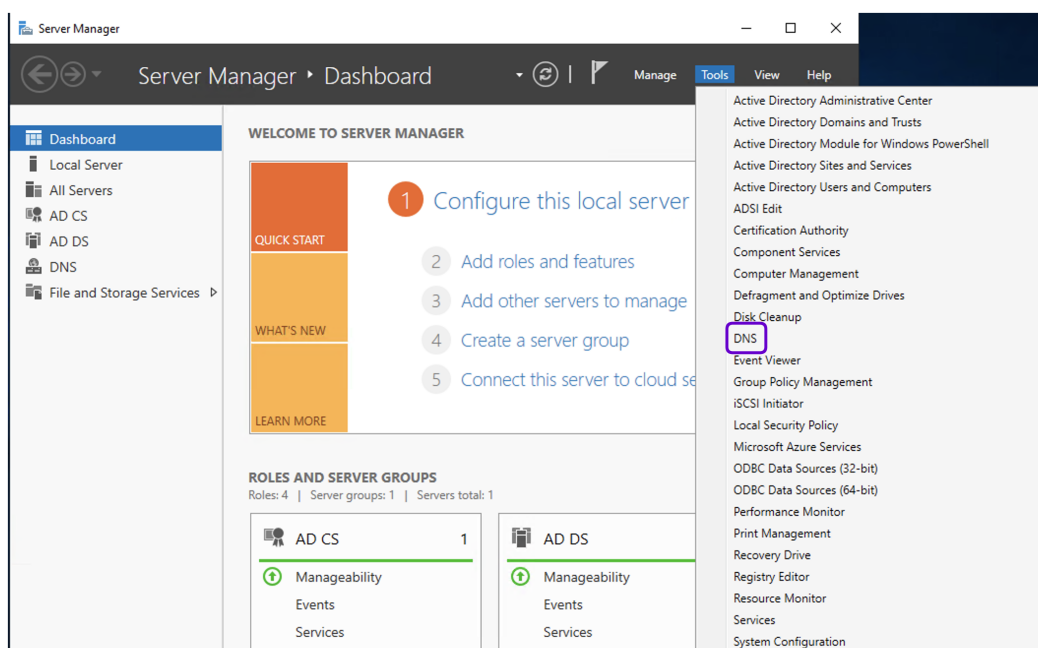 Server Manager
Server Manager • Dashboard
Manage Tools View Help
Dashboard
Local Server
All Servers
AD CS
AD DS
DNS
File and Storage Services
WELCOME TO SERVER MANAGER
QUICK START
WHAT'S NEW
LEARN MORE
1 Configure this local server
2 Add roles and features
3 Add other servers to manage
4 Create a server group
5 Connect this server to cloud se
ROLES AND SERVER GROUPS
Roles: 4 | Server groups: 1 | Servers total: 1
AD CS 1
Manageability
Events
Services
AD DS
Manageability
Events
Services
Active Directory Administrative Center
Active Directory Domains and Trusts
Active Directory Module for Windows PowerShell
Active Directory Sites and Services
Active Directory Users and Computers
ADSI Edit
Certification Authority
Component Services
Computer Management
Defragment and Optimize Drives
Disk Cleanup
DNS
Event Viewer
Group Policy Management
iSCSI Initiator
Local Security Policy
Microsoft Azure Services
ODBC Data Sources (32-bit)
ODBC Data Sources (64-bit)
Performance Monitor
Print Management
Recovery Drive
Registry Editor
Resource Monitor
Services
System Configuration